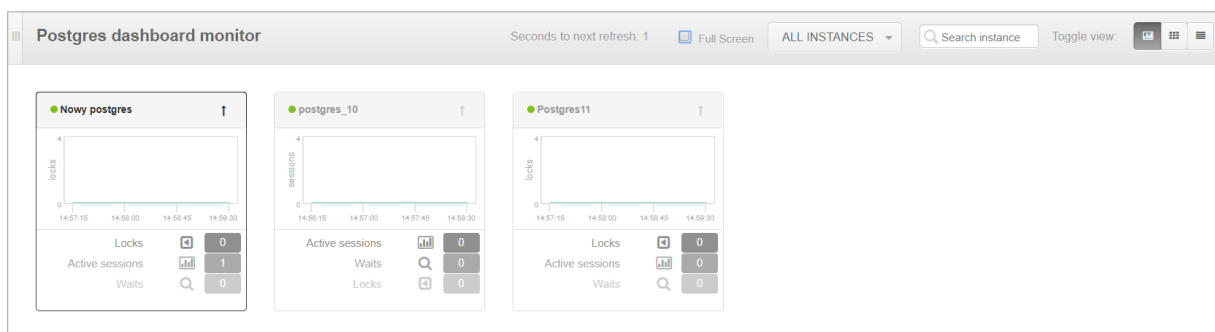 Postgres dashboard monitor
Seconds to next refresh: 1 Full Screen ALL INSTANCES Search instance Toggle view:
Nowy postgres
4
locks
0
14:57:15 14:58:00 14:58:45 14:59:30
Locks 0
Active sessions 1
Waits 0
postgres_10
4
sessions
0
14:56:15 14:57:00 14:57:45 14:58:30
Active sessions 0
Waits 0
Locks 0
Postgres11
4
locks
0
14:57:15 14:58:00 14:58:45 14:59:30
Locks 0
Active sessions 0
Waits 0